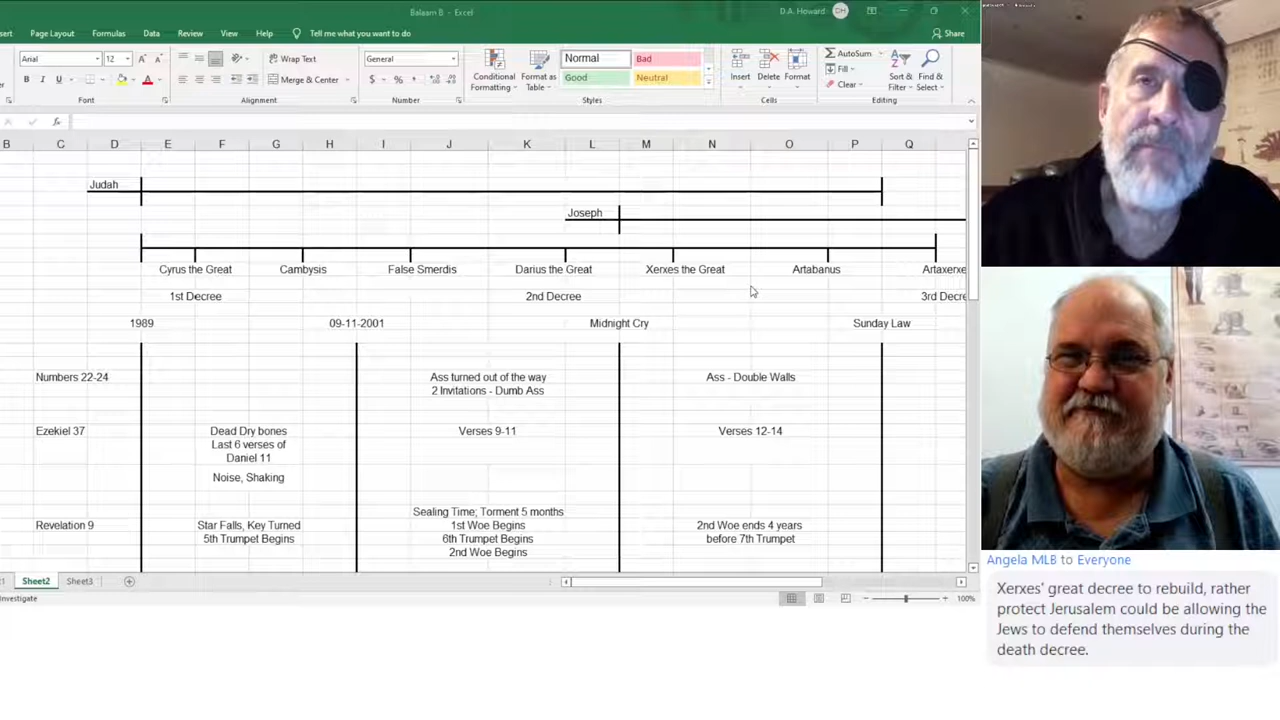 Balaam B - Excel
D.A. Howard
DH
sert
Page Layout
Formulas
Data
Review
View
Help
Tell me what you want to do
Share
Arial
12
A
A
Wrap Text
General
Normal
Bad
AutoSum
B
I
U
A
Merge & Center
$
%
Conditional
Formatting
Format as
Table
Good
Neutral
Insert
Delete
Format
Fill
Clear
Sort &
Filter
Find &
Select
Font
Alignment
Number
Styles
Cells
Editing
fx
B C D E F G H I J K L M N O P Q
Judah
Joseph
Cyrus the Great
Cambysis
False Smerdis
Darius the Great
Xerxes the Great
Artabanus
Artaxerxe
1st Decree
2nd Decree
3rd Decre
1989
09-11-2001
Midnight Cry
Sunday Law
Numbers 22-24
Ass turned out of the way
2 Invitations - Dumb Ass
Ass - Double Walls
Ezekiel 37
Dead Dry bones
Last 6 verses of
Daniel 11
Noise, Shaking
Verses 9-11
Verses 12-14
Revelation 9
Star Falls, Key Turned
5th Trumpet Begins
Sealing Time; Torment 5 months
1st Woe Begins
6th Trumpet Begins
2nd Woe Begins
2nd Woe ends 4 years
before 7th Trumpet
Sheet2
Sheet3
nvestigate
100%
Angela MLB to Everyone
Xerxes' great decree to rebuild, rather
protect Jerusalem could be allowing the
Jews to defend themselves during the
death decree.